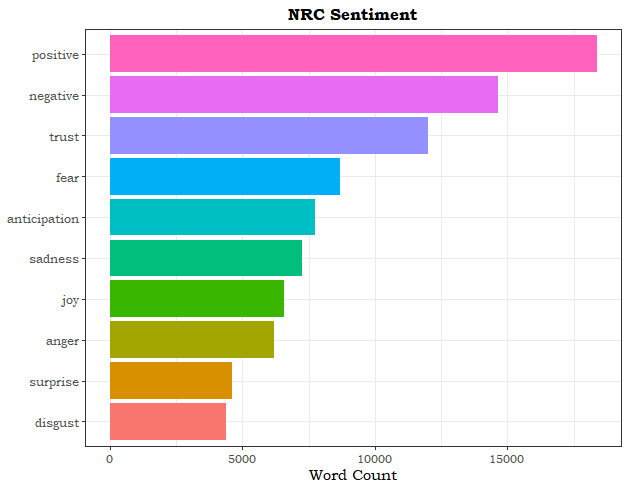 NRC Sentiment
positive
negative
trust
fear
anticipation
sadness
joy
anger
surprise
disgust
0 5000 10000 15000
Word Count